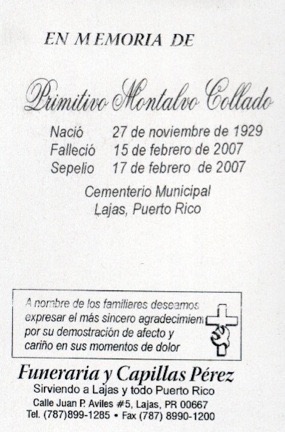 EN MEMORIA DE
Primitivo Montalvo Collado
Nació 27 de noviembre de 1929
Falleció 15 de febrero de 2007
Sepelio 17 de febrero de 2007
Cementerio Municipal
Lajas, Puerto Rico
A nombre de los familiares deseamos
expresar el más sincero agradecimien
por su demostración de afecto y
cariño en sus momentos de dolor
Funeraria y Capillas Pérez
Sirviendo a Lajas y todo Puerto Rico
Calle Juan P. Aviles #5, Lajas, PR 00667
Tel. (787)899-1285 • Fax (787) 8990-1200